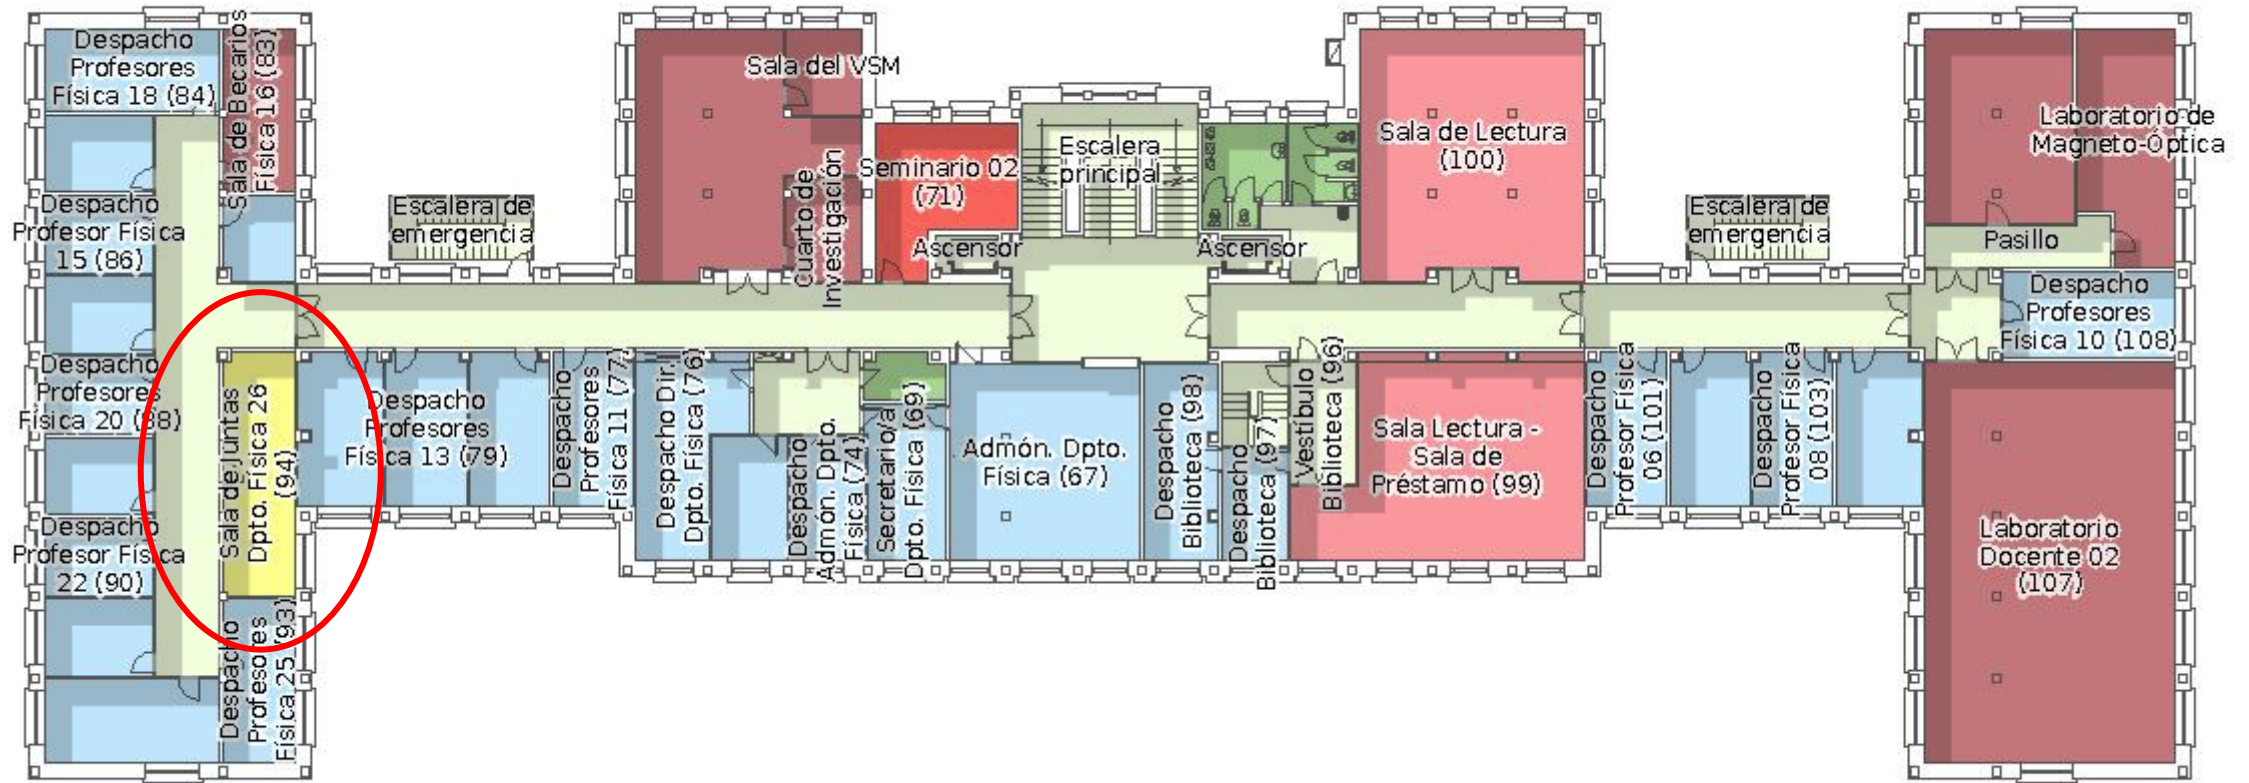 Despacho
Profesores
Física 18 (84)
Sala de Becarios
Física 16 (83)
Despacho
Profesor Física
15 (86)
Despacho
Profesores
Física 20 (88)
Despacho
Profesor Física
22 (90)
Sala de Juntas
Dpto. Física 26
(94)
Despacho
Profesores
Física 25 (93)
Escalera de
emergencia
Despacho
Profesores
Física 13 (79)
Despacho
Profesores
Física 11 (77)
Despacho Dir.
Dpto. Física (76)
Despacho
Admón. Dpto.
Física (74)
Secretario/a
Dpto. Física (69)
Sala del VSM
Cuarto de
Investigación
Seminario 02
(71)
Ascensor
Escalera
principal
Ascensor
Admón. Dpto.
Física (67)
Despacho
Biblioteca (98)
Despacho
Biblioteca (97)
Vestíbulo
Biblioteca (96)
Sala de Lectura
(100)
Sala Lectura -
Sala de
Préstamo (99)
Escalera de
emergencia
Despacho
Profesor Física
06 (101)
Despacho
Profesor Física
08 (103)
Laboratorio de
Magneto-Óptica
Pasillo
Despacho
Profesores
Física 10 (108)
Laboratorio
Docente 02
(107)